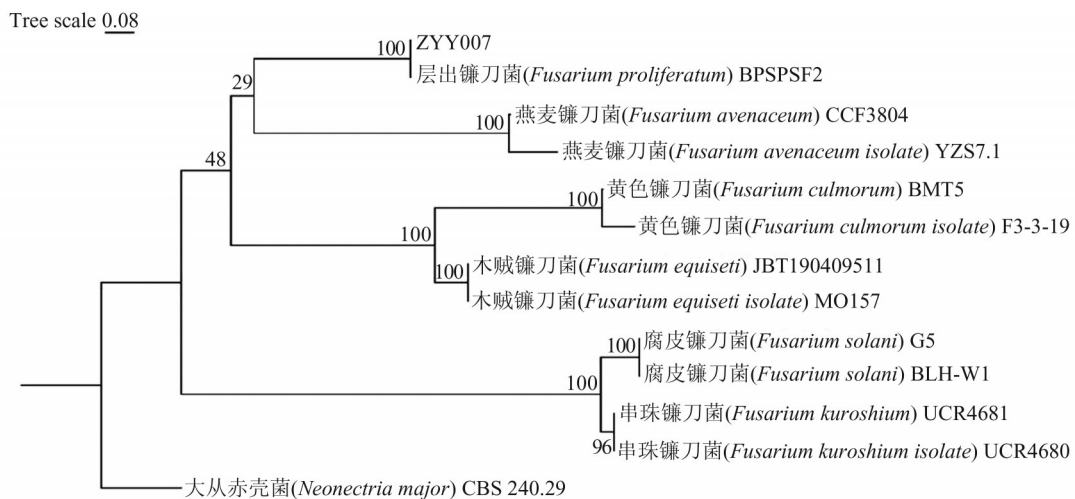 Tree scale 0.08
100
ZYY007
层出镰刀菌(Fusarium proliferatum) BPSPSF2
29
100
燕麦镰刀菌(Fusarium avenaceum) CCF3804
燕麦镰刀菌(Fusarium avenaceum isolate) YZS7.1
48
100
黄色镰刀菌(Fusarium culmorum) BMT5
黄色镰刀菌(Fusarium culmorum isolate) F3-3-19
100
100
木贼镰刀菌(Fusarium equiseti) JBT190409511
木贼镰刀菌(Fusarium equiseti isolate) MO157
100
腐皮镰刀菌(Fusarium solani) G5
腐皮镰刀菌(Fusarium solani) BLH-W1
100
串珠镰刀菌(Fusarium kuroshium) UCR4681
96
串珠镰刀菌(Fusarium kuroshium isolate) UCR4680
大从赤壳菌(Neonectria major) CBS 240.29